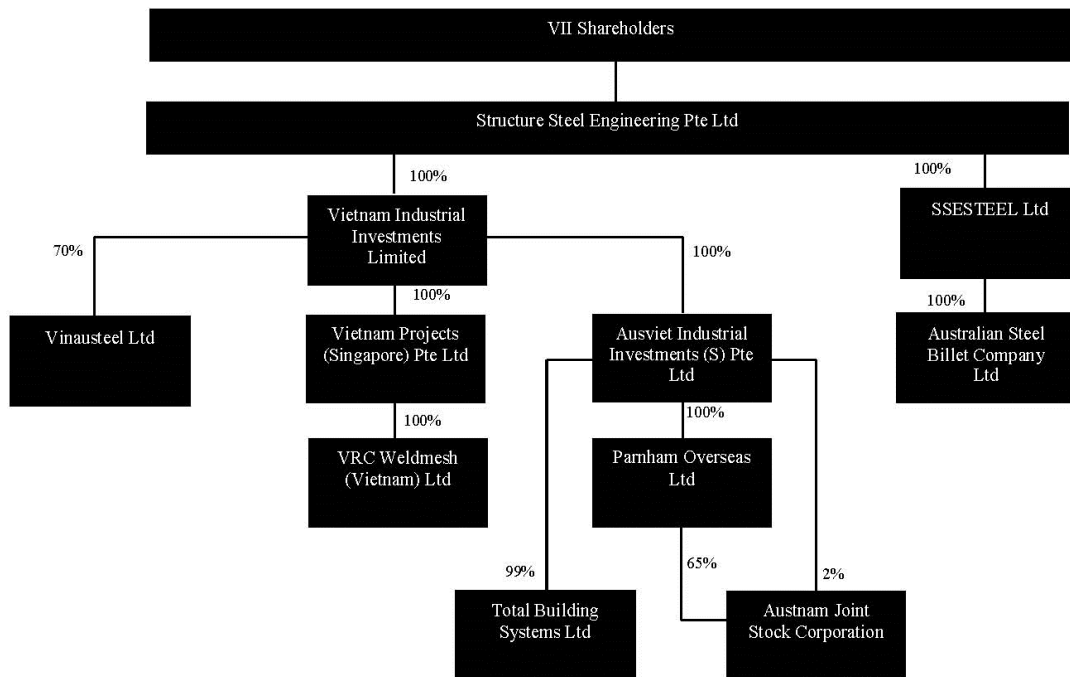 VII Shareholders
Structure Steel Engineering Pte Ltd
100%
100%
Vietnam Industrial
Investments
Limited
SSESTEEL Ltd
70%
100%
100%
100%
Vinausteel Ltd
Vietnam Projects
(Singapore) Pte Ltd
Ausviet Industrial
Investments (S) Pte
Ltd
Australian Steel
Billet Company
Ltd
100%
100%
VRC Weldmesh
(Vietnam) Ltd
Parnham Overseas
Ltd
99%
65%
2%
Total Building
Systems Ltd
Austnam Joint
Stock Corporation